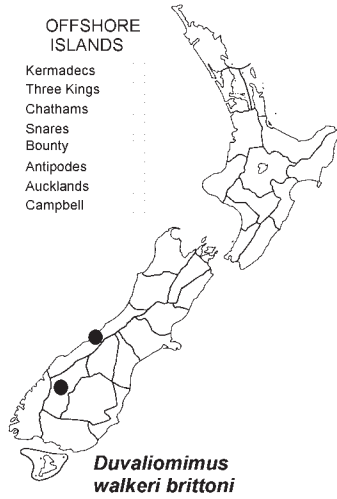 OFFSHORE
ISLANDS
Kermadecs
Three Kings
Chathams
Snares
Bounty
Antipodes
Aucklands
Campbell
Duvaliomimus
walkeri brittoni